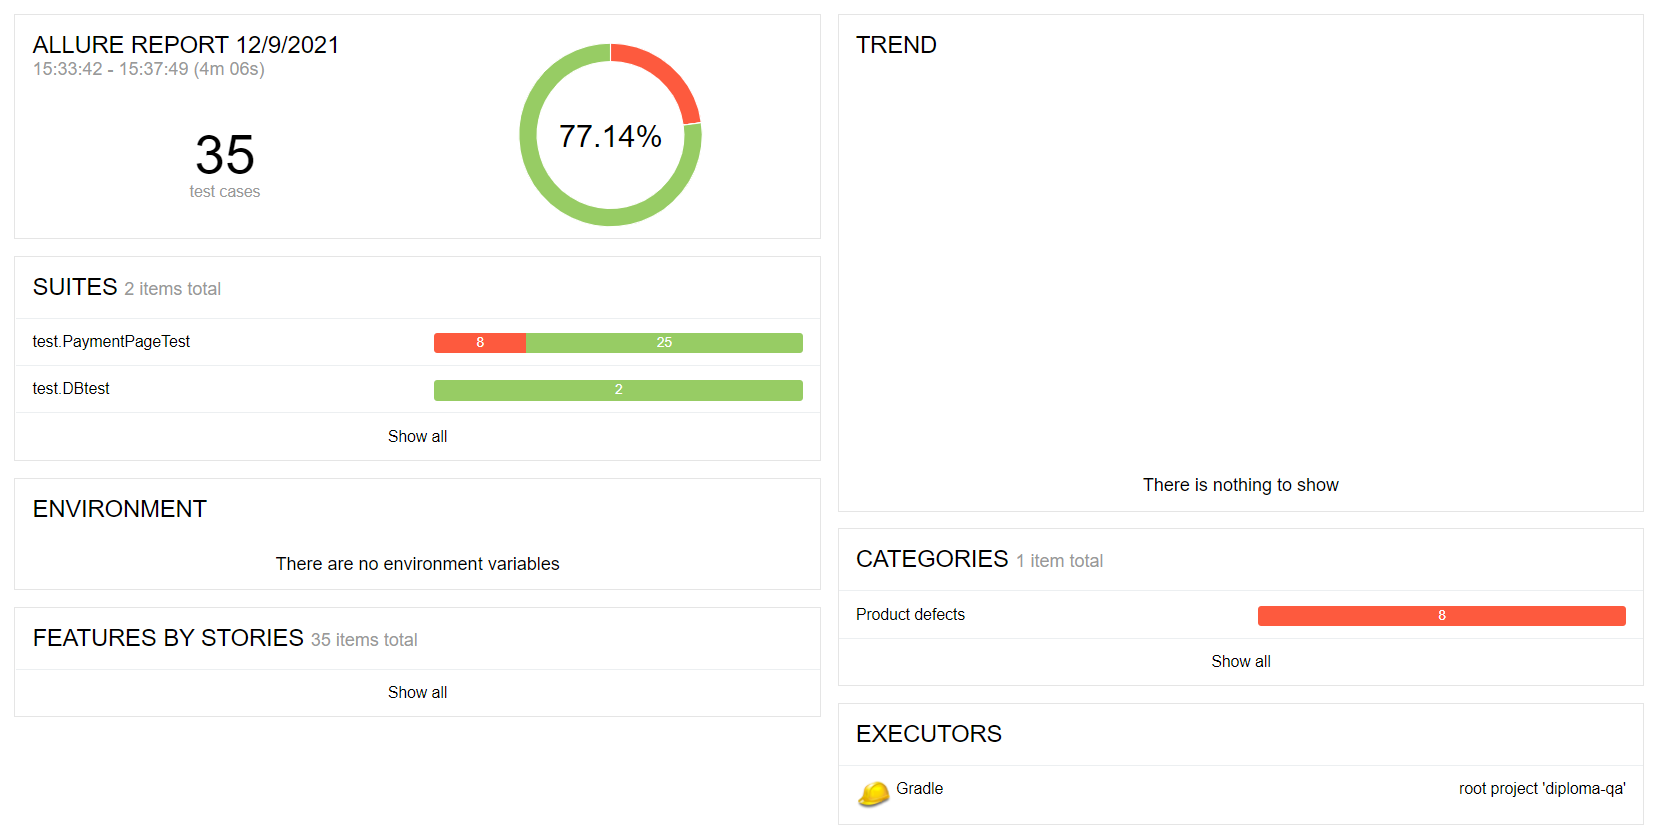 ALLURE REPORT 12/9/2021
15:33:42 - 15:37:49 (4m 06s)
35
test cases
77.14%
SUITES 2 items total
test.PaymentPageTest 8 25
test.DBtest 2
Show all
ENVIRONMENT
There are no environment variables
FEATURES BY STORIES 35 items total
Show all
TREND
There is nothing to show
CATEGORIES 1 item total
Product defects 8
Show all
EXECUTORS
Gradle root project 'diploma-qa'